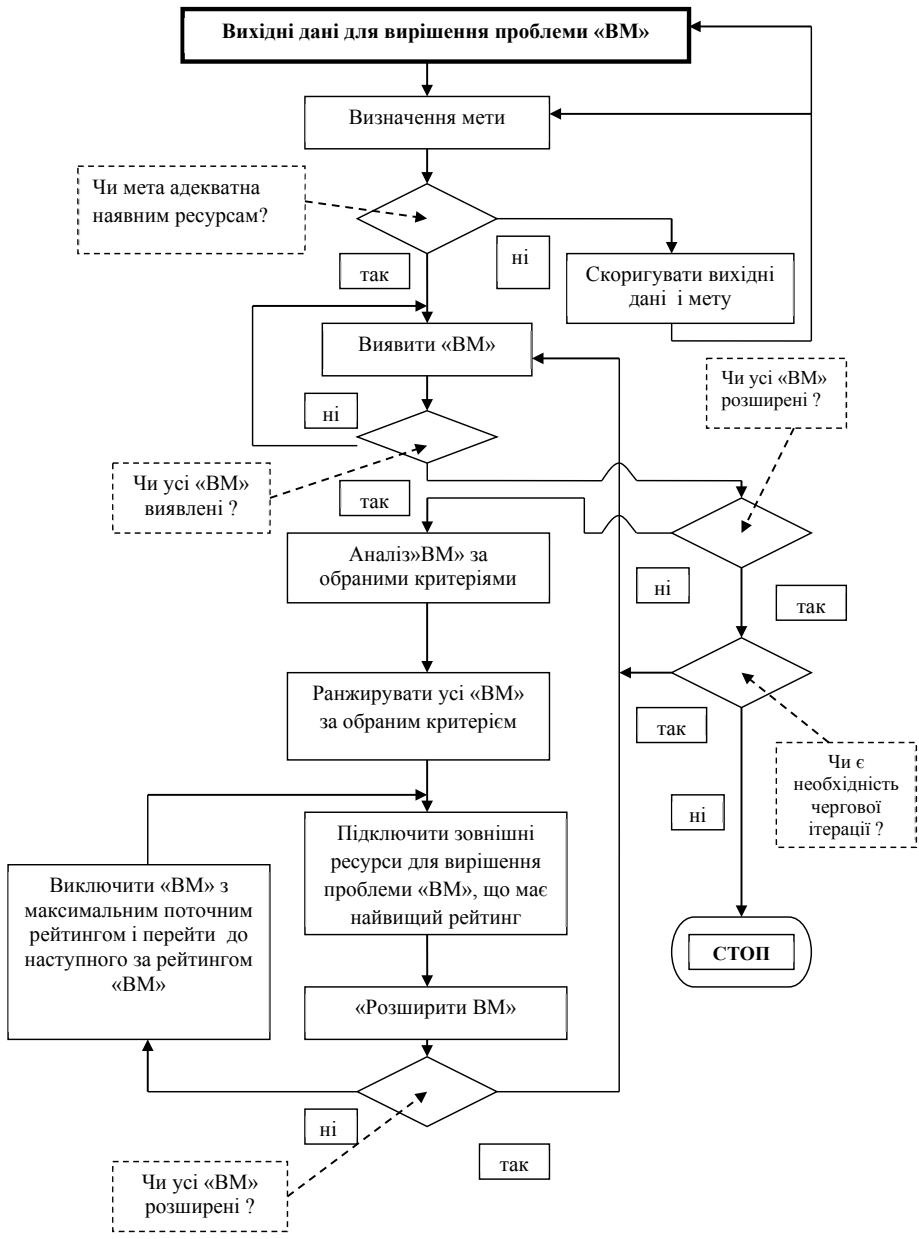 Вихідні дані для вирішення проблеми «ВМ»
Визначення мети
Чи мета адекватна
наявним ресурсам?
так
ні
Скоригувати вихідні
дані і мету
Виявити «ВМ»
Чи усі «ВМ»
розширені ?
ні
Чи усі «ВМ»
виявлені ?
так
Аналіз»ВМ» за
обраними критеріями
ні
так
Ранжирувати усі «ВМ»
за обраним критерієм
так
Чи є
необхідність
чергової
ітерації ?
ні
Підключити зовнішні
ресурси для вирішення
проблеми «ВМ», що має
найвищий рейтинг
Виключити «ВМ» з
максимальним поточним
рейтингом і перейти до
наступного за рейтингом
«ВМ»
СТОП
«Розширити ВМ»
ні
так
Чи усі «ВМ»
розширені ?